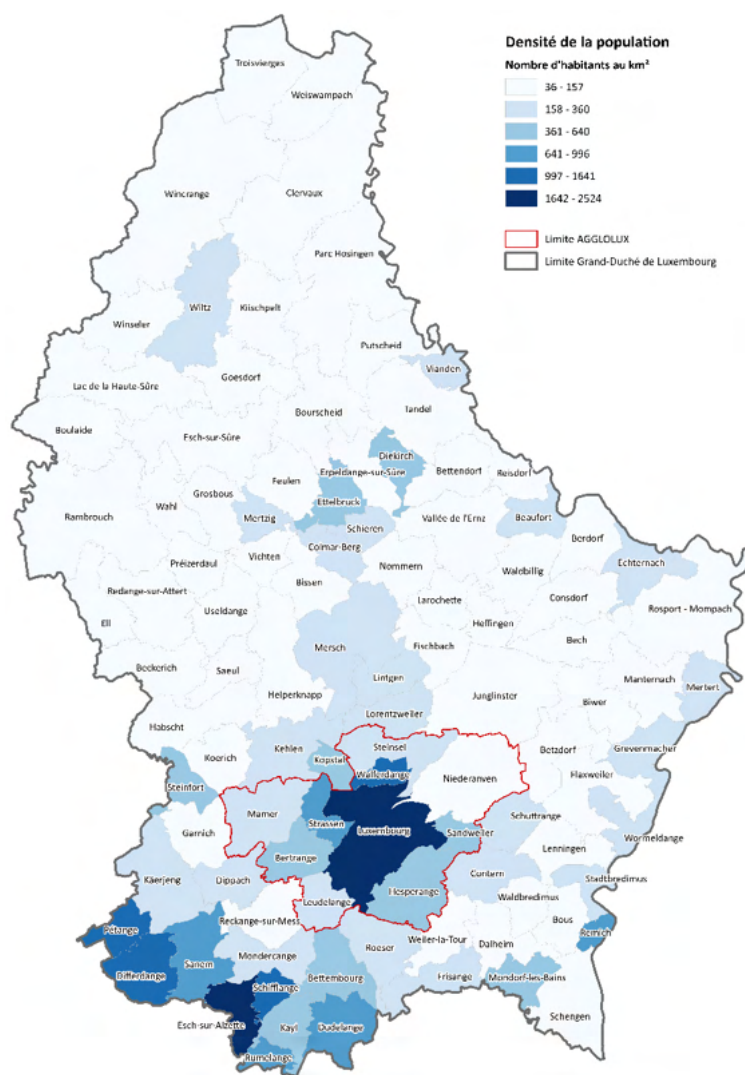 Densité de la population
Nombre d'habitants au km²
36 - 157
158 - 360
361 - 640
641 - 996
997 - 1641
1642 - 2524
Limite AGGLOLUX
Limite Grand-Duché de Luxembourg
Troisvierges
Weiswampach
Wincrange
Clervaux
Parc Hosingen
Wiltz
Kiischpelt
Winseler
Putscheid
Vianden
Goesdorf
Lac de la Haute-Sûre
Tandel
Bourscheid
Boulaide
Esch-sur-Sûre
Diekirch
Erpeldange-sur-Sûre
Bettendorf
Reisdorf
Feulen
Grosbous
Ettelbruck
Wahl
Rambrouch
Mertzig
Schieren
Vallée de l'Ernz
Beaufort
Berdorf
Colmar-Berg
Vichten
Préizerdaul
Nommern
Waldbillig
Echternach
Bissen
Redange-sur-Attert
Larochette
Consdorf
Useldange
Rosport - Mompach
Ell
Heffingen
Mersch
Fischbach
Bech
Beckerich
Saeul
Lintgen
Manternach
Mertert
Helperknapp
Junglinster
Biwer
Lorentzweiler
Habscht
Kehlen
Steinsel
Betzdorf
Grevenmacher
Koerich
Kopstal
Walferdange
Niederanven
Flaxweiler
Steinfort
Mamer
Schuttrange
Strassen
Luxembourg
Sandweiler
Garnich
Wormeldange
Lenningen
Bertrange
Contern
Stadtbredimus
Käerjeng
Dippach
Hesperange
Leudelange
Waldbredimus
Reckange-sur-Mess
Bous
Pétange
Roeser
Weiler-la-Tour
Dalheim
Remich
Mondercange
Sanem
Differdange
Bettembourg
Frisange
Mondorf-les-Bains
Schifflange
Schengen
Esch-sur-Alzette
Kayl
Dudelange
Rumelange